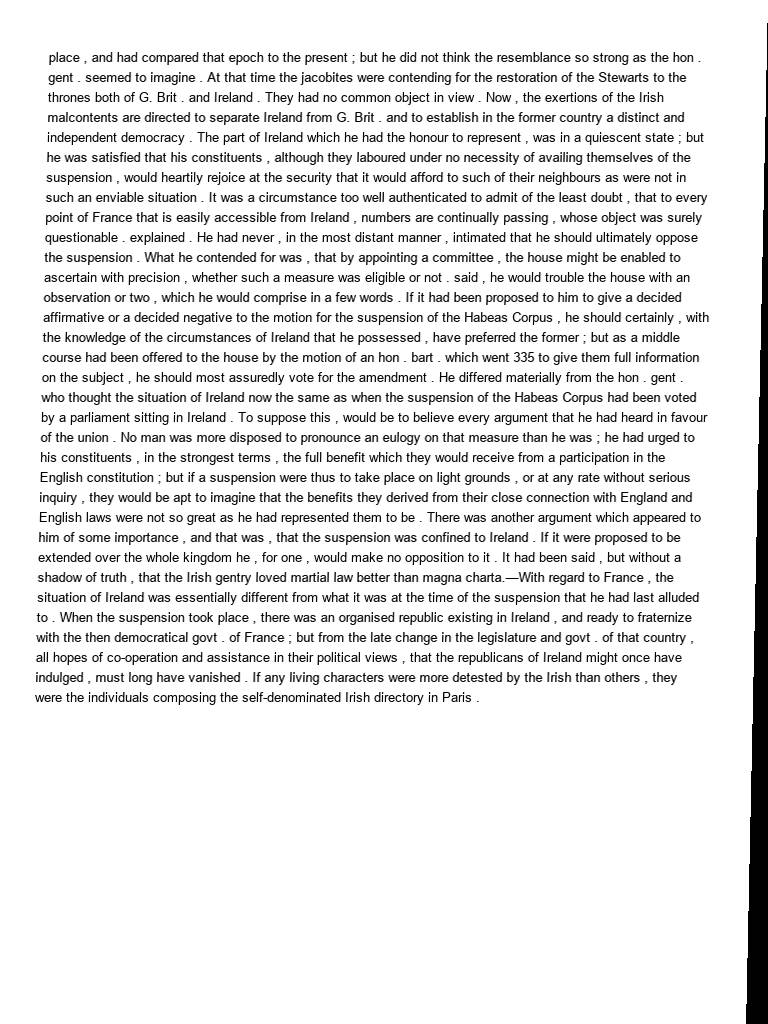 place , and had compared that epoch to the present ; but he did not think the resemblance so strong as the hon .
gent . seemed to imagine . At that time the jacobites were contending for the restoration of the Stewarts to the
thrones both of G. Brit . and Ireland . They had no common object in view . Now , the exertions of the Irish
malcontents are directed to separate Ireland from G. Brit . and to establish in the former country a distinct and
independent democracy . The part of Ireland which he had the honour to represent , was in a quiescent state ; but
he was satisfied that his constituents , although they laboured under no necessity of availing themselves of the
suspension , would heartily rejoice at the security that it would afford to such of their neighbours as were not in
such an enviable situation . It was a circumstance too well authenticated to admit of the least doubt , that to every
point of France that is easily accessible from Ireland , numbers are continually passing , whose object was surely
questionable . explained . He had never , in the most distant manner , intimated that he should ultimately oppose
the suspension . What he contended for was , that by appointing a committee , the house might be enabled to
ascertain with precision , whether such a measure was eligible or not . said , he would trouble the house with an
observation or two , which he would comprise in a few words . If it had been proposed to him to give a decided
affirmative or a decided negative to the motion for the suspension of the Habeas Corpus , he should certainly , with
the knowledge of the circumstances of Ireland that he possessed , have preferred the former ; but as a middle
course had been offered to the house by the motion of an hon . bart . which went 335 to give them full information
on the subject , he should most assuredly vote for the amendment . He differed materially from the hon . gent .
who thought the situation of Ireland now the same as when the suspension of the Habeas Corpus had been voted
by a parliament sitting in Ireland . To suppose this , would be to believe every argument that he had heard in favour
of the union . No man was more disposed to pronounce an eulogy on that measure than he was ; he had urged to
his constituents , in the strongest terms , the full benefit which they would receive from a participation in the
English constitution ; but if a suspension were thus to take place on light grounds , or at any rate without serious
inquiry , they would be apt to imagine that the benefits they derived from their close connection with England and
English laws were not so great as he had represented them to be . There was another argument which appeared to
him of some importance , and that was , that the suspension was confined to Ireland . If it were proposed to be
extended over the whole kingdom he , for one , would make no opposition to it . It had been said , but without a
shadow of truth , that the Irish gentry loved martial law better than magna charta.—With regard to France , the
situation of Ireland was essentially different from what it was at the time of the suspension that he had last alluded
to . When the suspension took place , there was an organised republic existing in Ireland , and ready to fraternize
with the then democratical govt . of France ; but from the late change in the legislature and govt . of that country ,
all hopes of co-operation and assistance in their political views , that the republicans of Ireland might once have
indulged , must long have vanished . If any living characters were more detested by the Irish than others , they
were the individuals composing the self-denominated Irish directory in Paris .